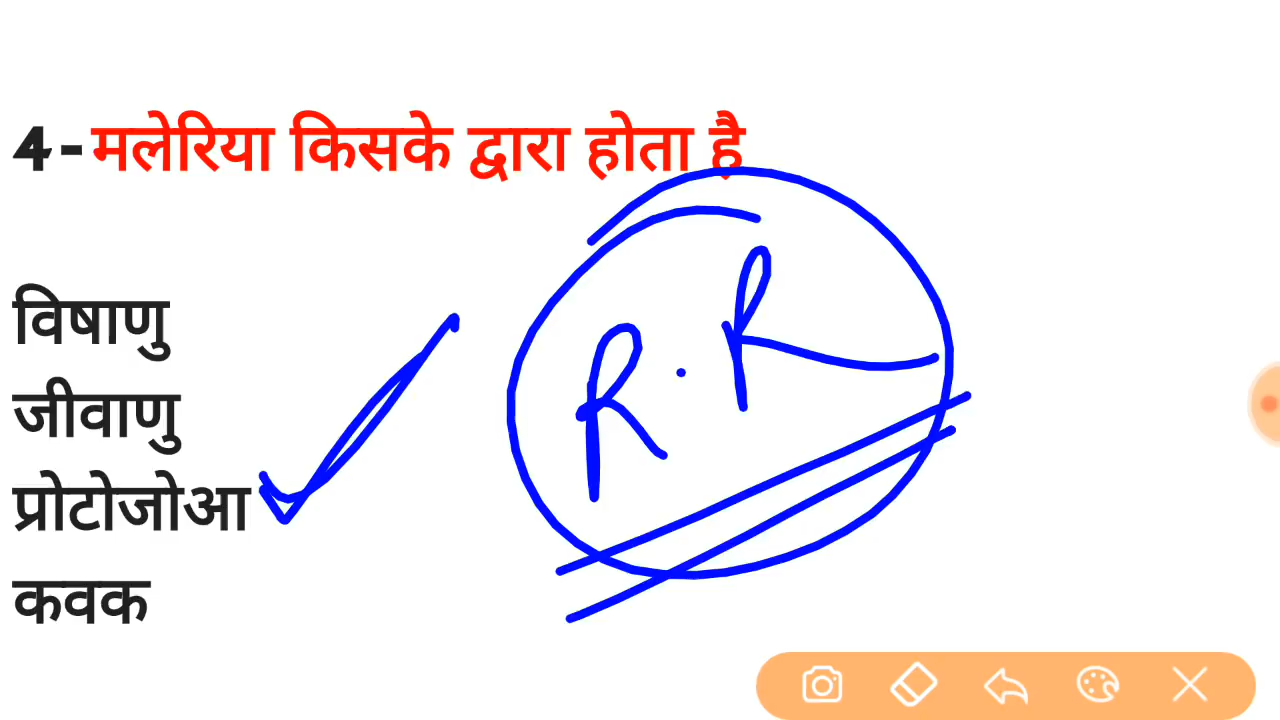 4-मलेरिया किसके द्वारा होता है
विषाणु
जीवाणु
प्रोटोजोआ
कवक
R.R